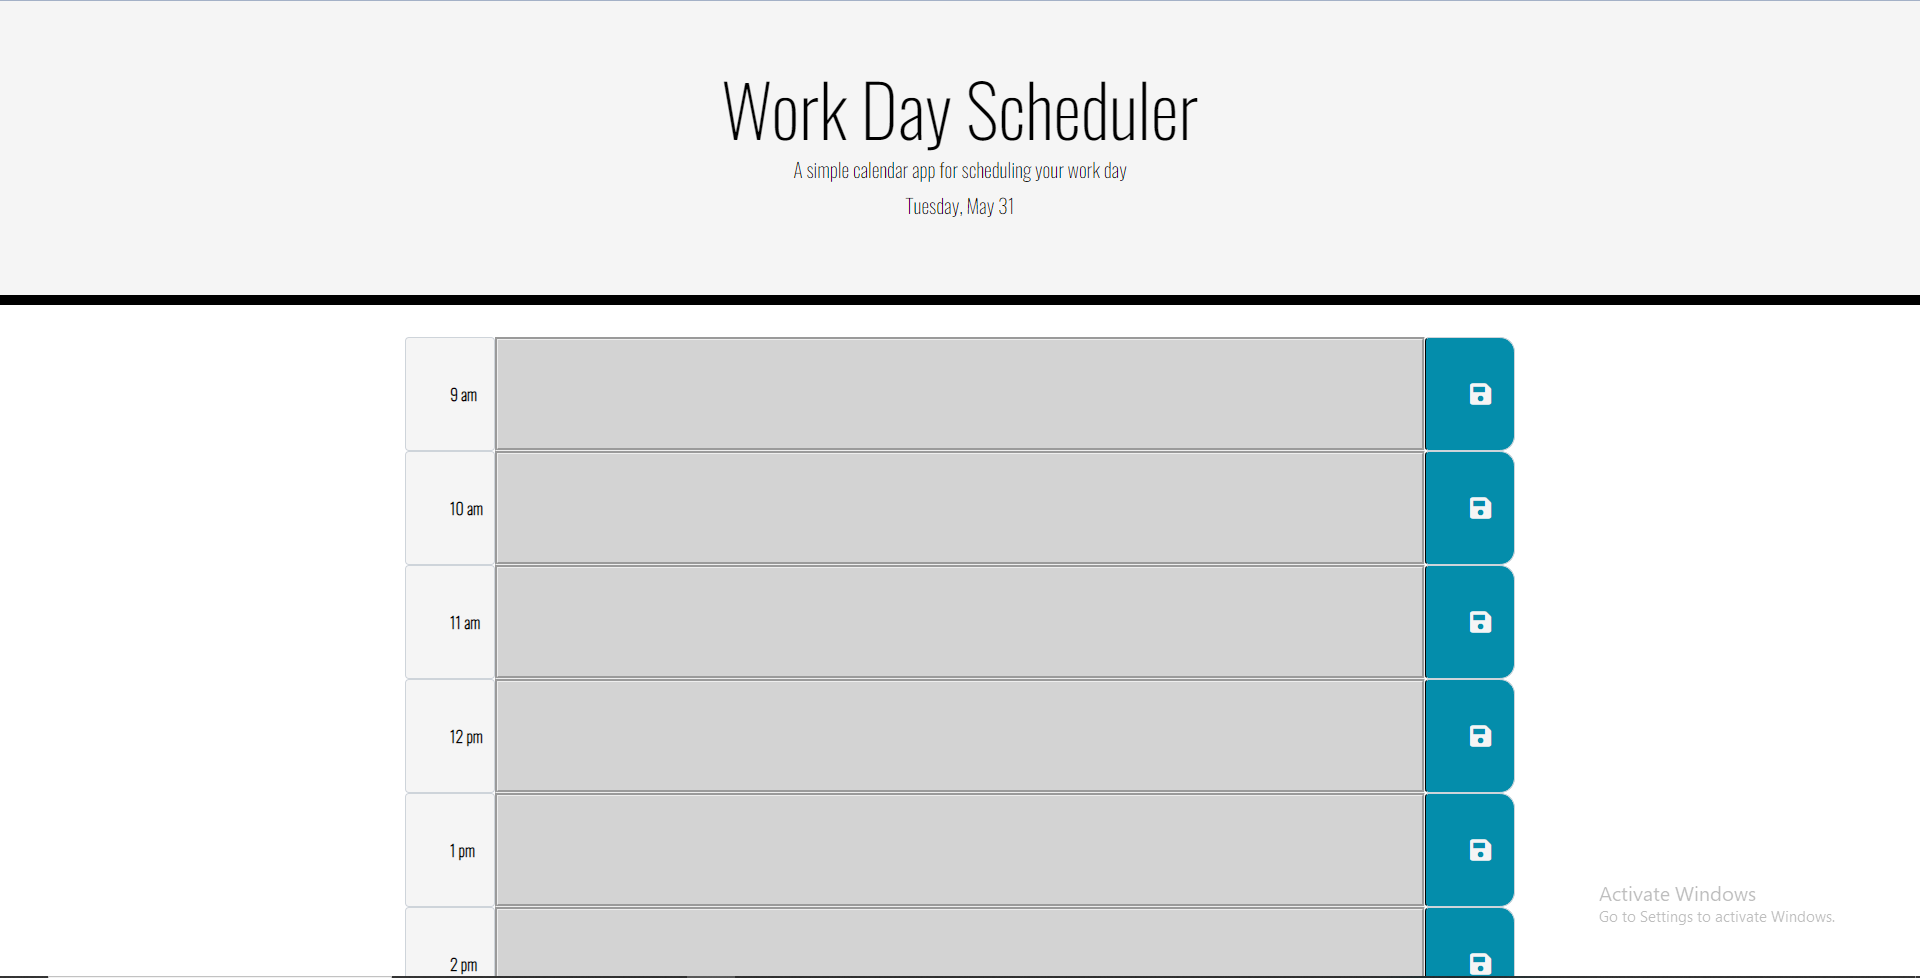 Work Day Scheduler
A simple calendar app for scheduling your work day
Tuesday, May 31
9 am
10 am
11 am
12 pm
1 pm
2 pm
Activate Windows
Go to Settings to activate Windows.